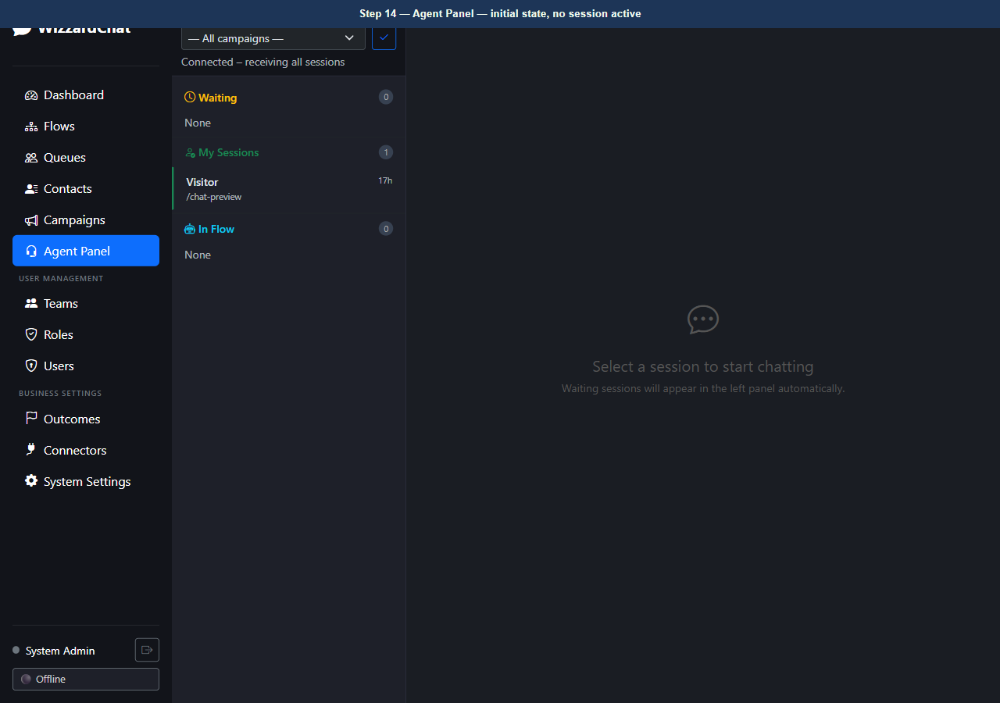 Step 14 — Agent Panel — initial state, no session active
WizzardChat
Dashboard
Flows
Queues
Contacts
Campaigns
Agent Panel
USER MANAGEMENT
Teams
Roles
Users
BUSINESS SETTINGS
Outcomes
Connectors
System Settings
System Admin
Offline
— All campaigns —
Connected – receiving all sessions
Waiting 0
None
My Sessions 1
Visitor 17h
/chat-preview
In Flow 0
None
Select a session to start chatting
Waiting sessions will appear in the left panel automatically.